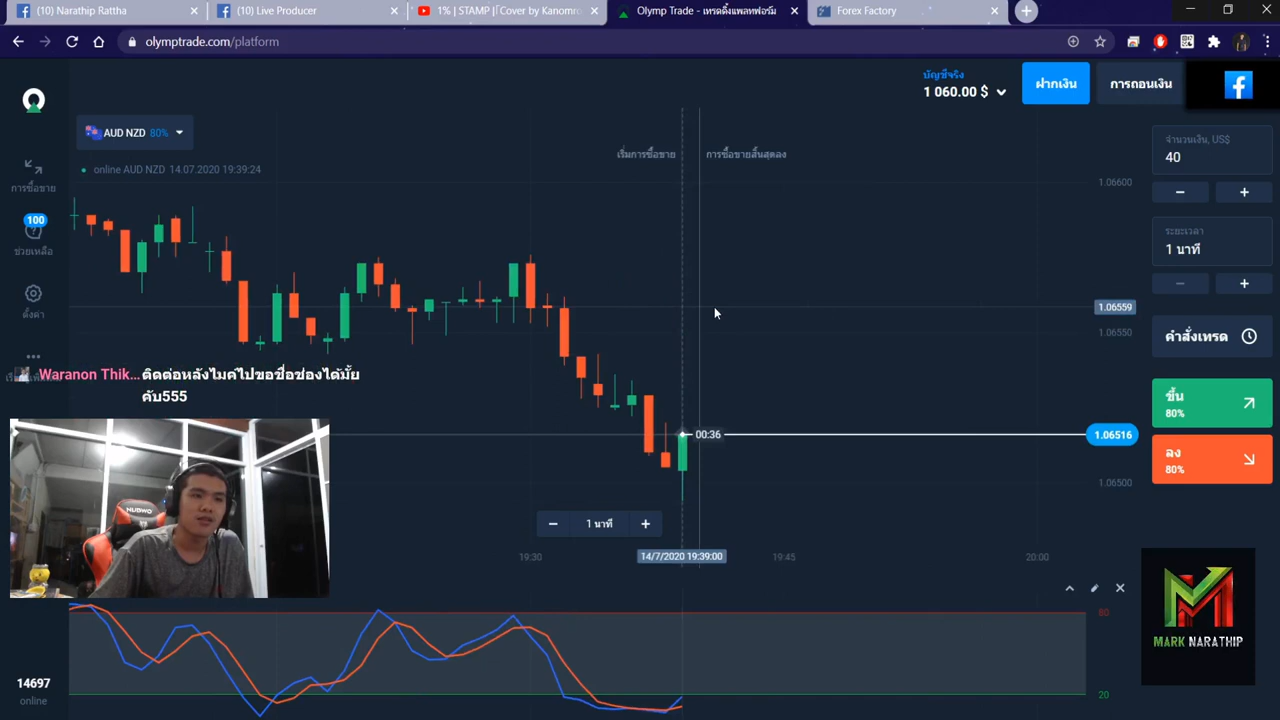 (10) Narathip Rattha
(10) Live Producer
1% | STAMP |「Cover by Kanomro
Olymp Trade - เทรดดิ้งแพลทฟอร์ม
Forex Factory
olymptrade.com/platform
บัญชีจริง
1 060.00 $
ฝากเงิน
การถอนเงิน
AUD NZD 80%
online AUD NZD 14.07.2020 19:39:24
เริ่มการซื้อขาย
การซื้อขายสิ้นสุดลง
จำนวนเงิน, US$
40
1.06600
การซื้อขาย
100
ช่วยเหลือ
ระยะเวลา
1 นาที
ตั้งค่า
1.06559
1.06550
คำสั่งเทรด
Waranon Thik… ติดต่อหลังไมค์ไปขอชื่อช่องได้มั้ย
คับ555
ขึ้น
80%
00:36
1.06516
ลง
80%
1.06500
NUBWO
1 นาที
19:30
14/7/2020 19:39:00
19:45
20:00
80
MARK NARATHIP
20
14697
online